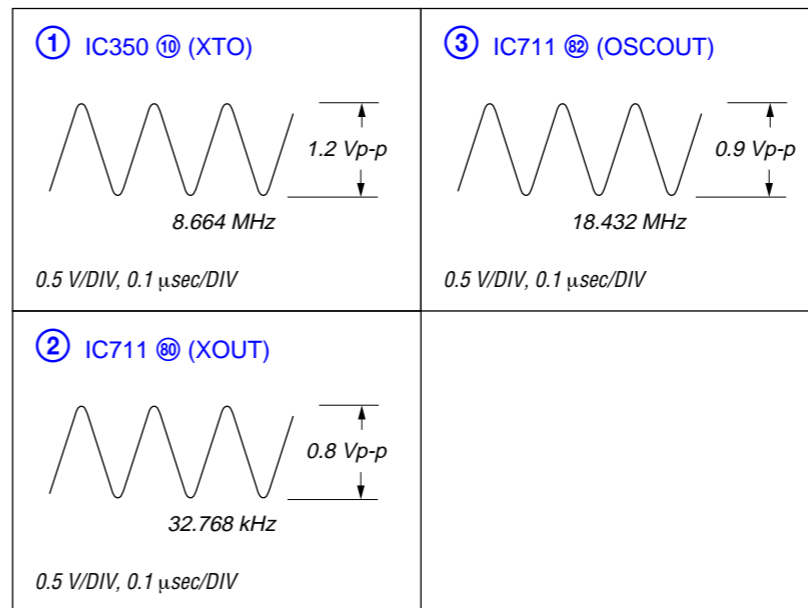 ① IC350 ⑩ (XTO)
1.2 Vp-p
8.664 MHz
0.5 V/DIV, 0.1 µsec/DIV
③ IC711 82 (OSCOUT)
0.9 Vp-p
18.432 MHz
0.5 V/DIV, 0.1 µsec/DIV
② IC711 80 (XOUT)
0.8 Vp-p
32.768 kHz
0.5 V/DIV, 0.1 µsec/DIV